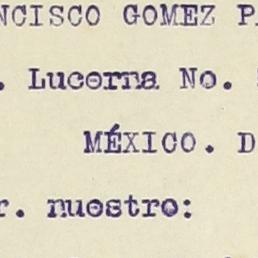 NCISCO GOMEZ P
. Lucerna No.
MÉXICO. D
r. nuestro: